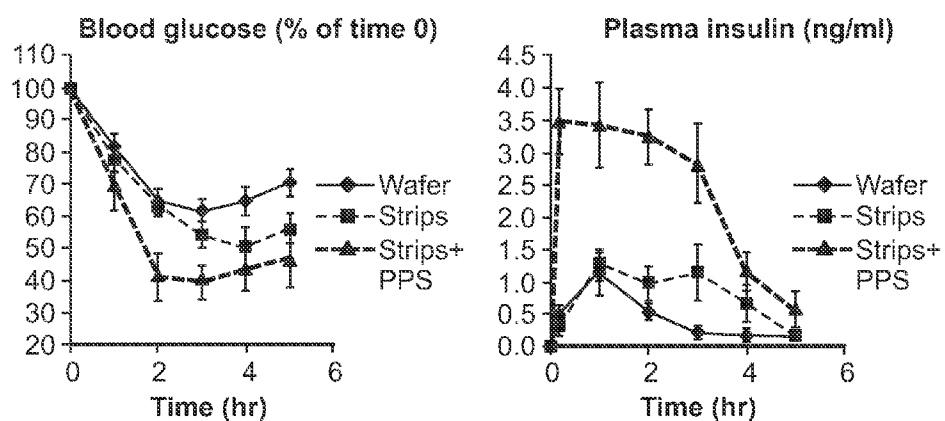 Blood glucose (% of time 0)
110
100
90
80
70
60
50
40
30
20
0
2
4
6
Time (hr)
Wafer
Strips
Strips+
PPS
Plasma insulin (ng/ml)
4.5
4.0
3.5
3.0
2.5
2.0
1.5
1.0
0.5
0.0
0
2
4
6
Time (hr)
Wafer
Strips
Strips+
PPS